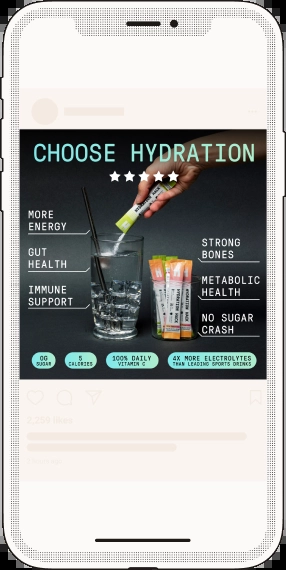 CHOOSE HYDRATION
MORE
ENERGY
GUT
HEALTH
IMMUNE
SUPPORT
STRONG
BONES
METABOLIC
HEALTH
NO SUGAR
CRASH
0G
SUGAR
5
CALORIES
100% DAILY
VITAMIN C
4X MORE ELECTROLYTES
THAN LEADING SPORTS DRINKS